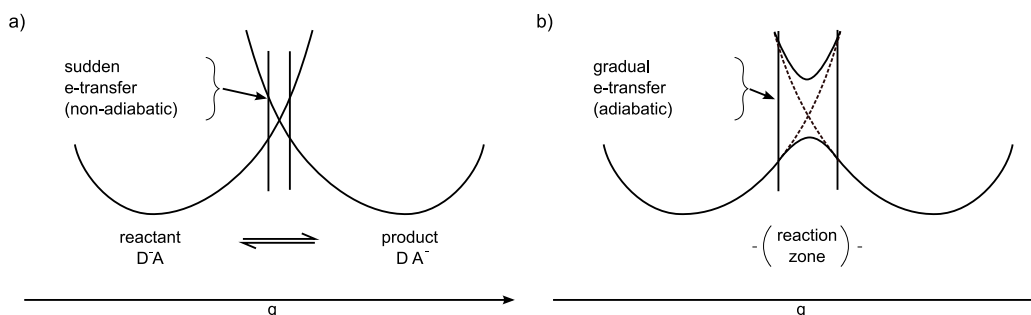 a)
sudden
e-transfer
(non-adiabatic)
reactant
D⁻A
product
D A⁻
q
b)
gradual
e-transfer
(adiabatic)
- ( reaction
zone ) -
q